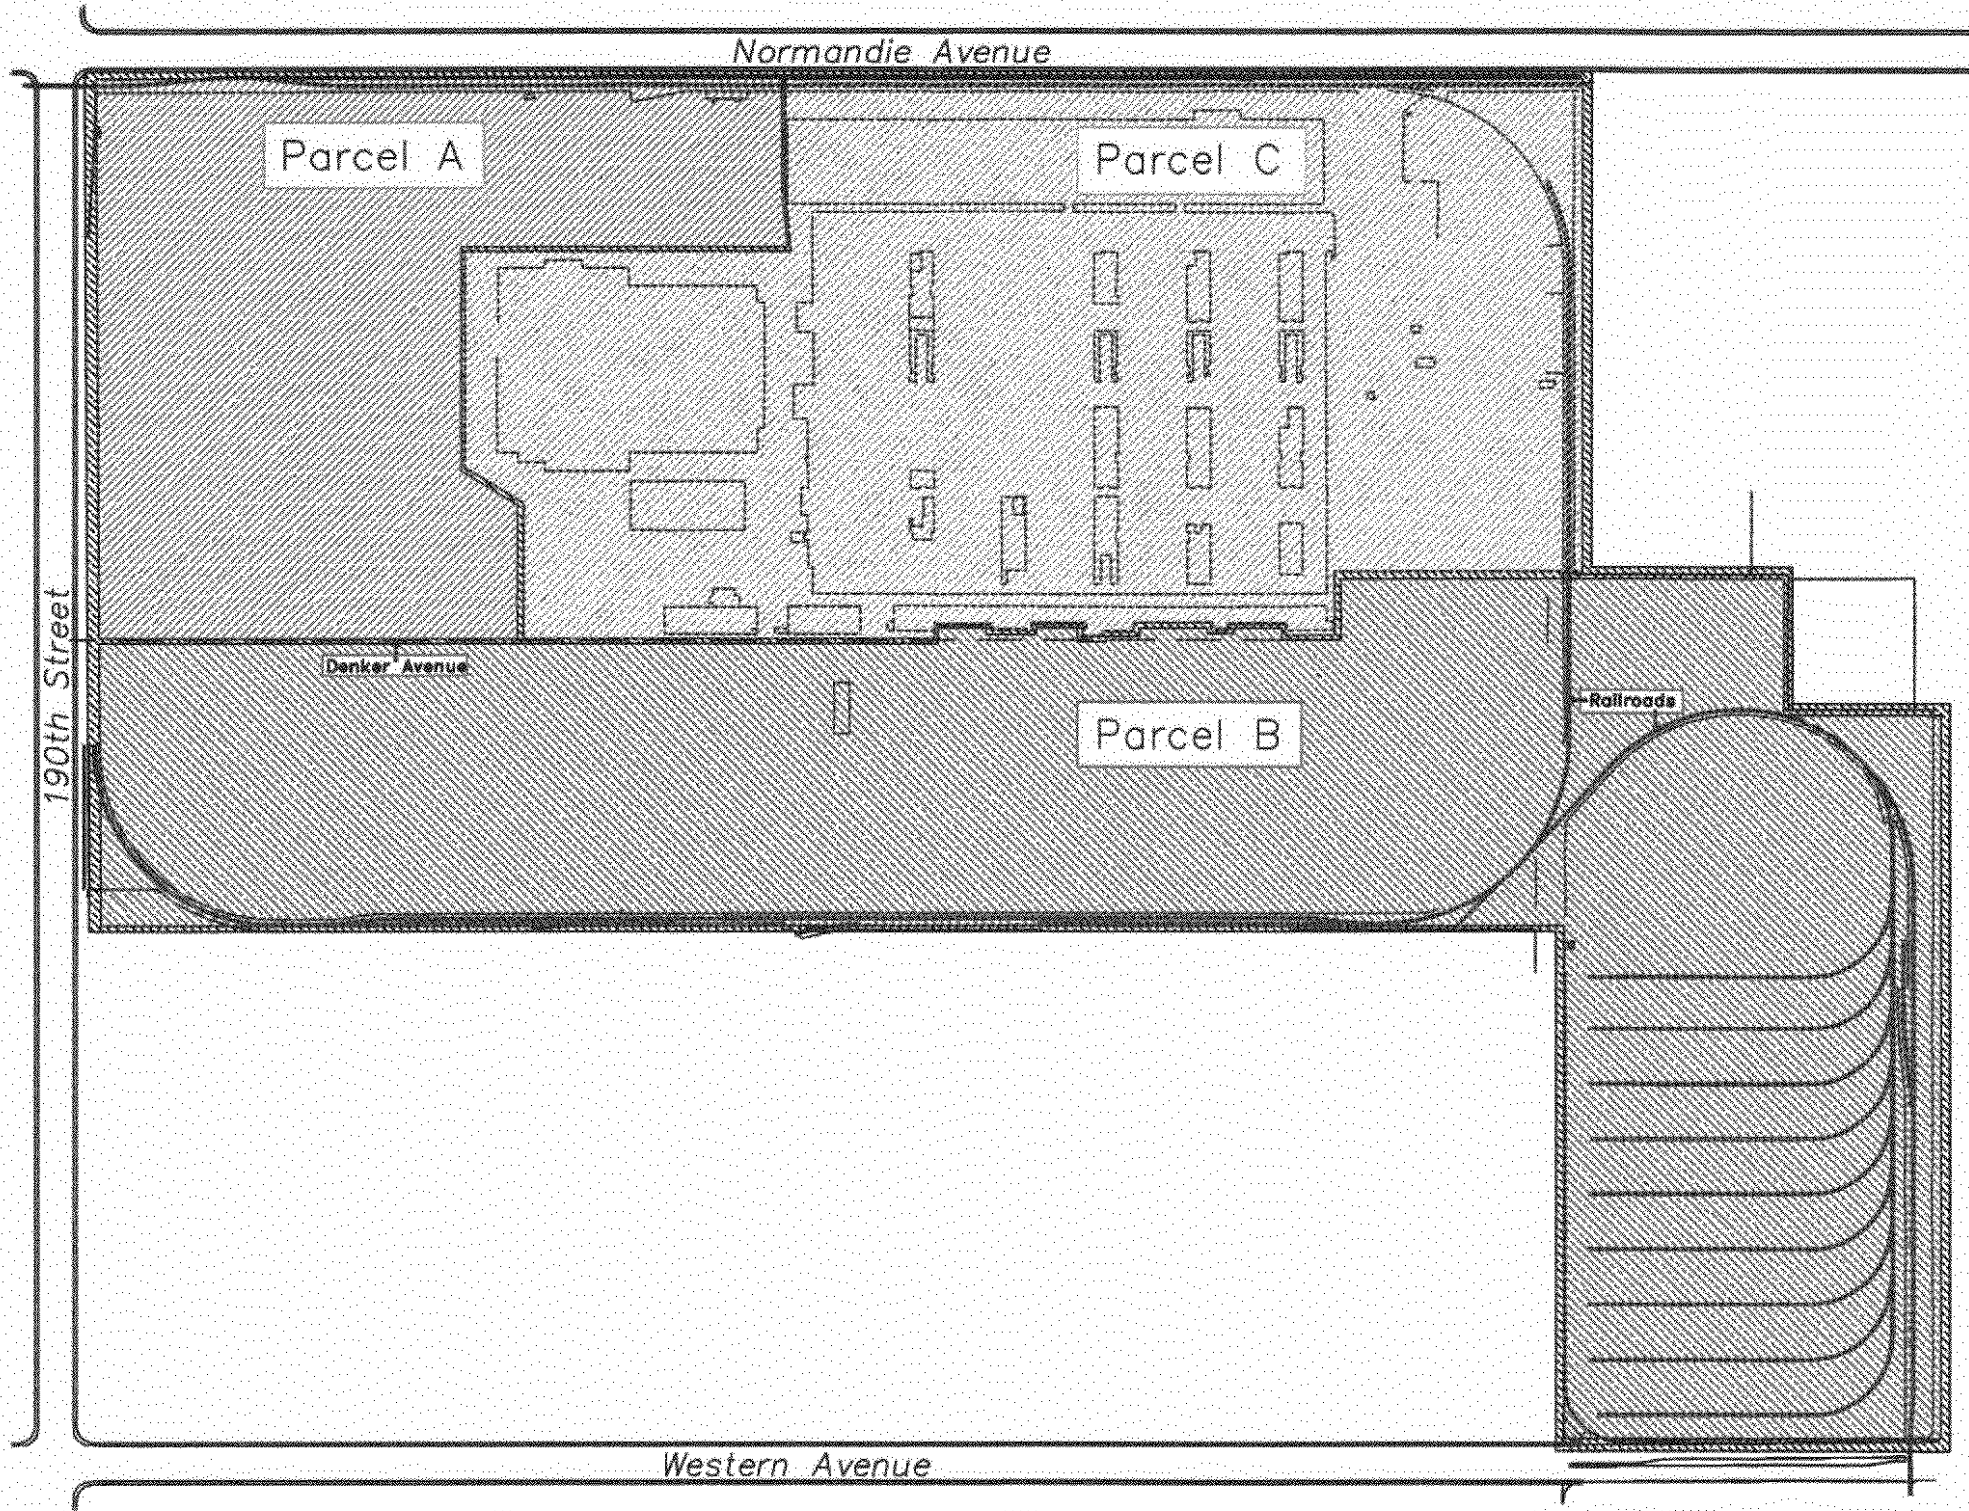 Normandie Avenue
Parcel A
Parcel C
190th Street
Denker Avenue
Railroads
Parcel B
Western Avenue